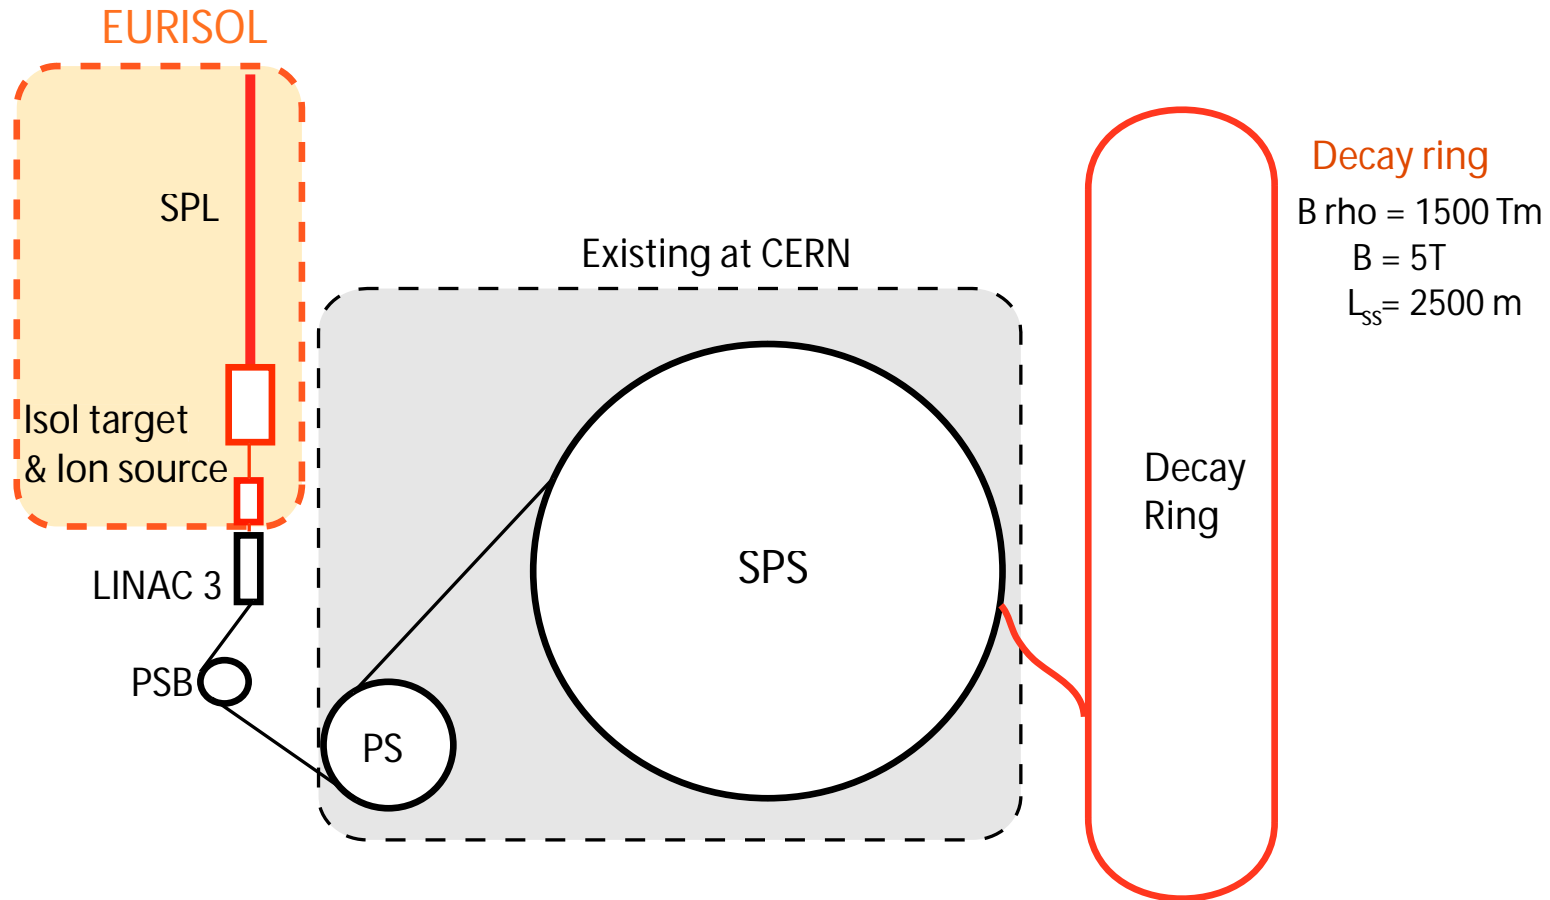 EURISOL
SPL
Isol target
& Ion source
LINAC 3
PSB
PS
Existing at CERN
SPS
Decay
Ring
Decay ring
B rho = 1500 Tm
B = 5T
Lss= 2500 m